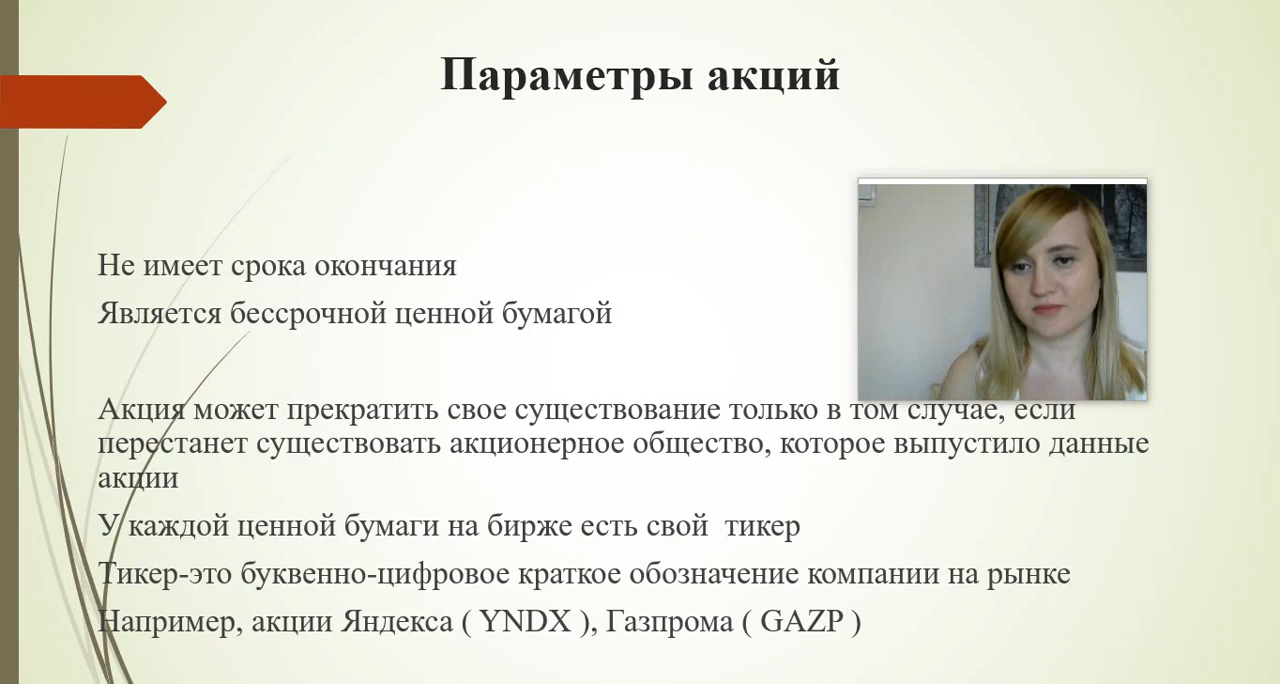 Параметры акций
Не имеет срока окончания
Является бессрочной ценной бумагой
Акция может прекратить свое существование только в том случае, если
перестанет существовать акционерное общество, которое выпустило данные
акции
У каждой ценной бумаги на бирже есть свой  тикер
Тикер-это буквенно-цифровое краткое обозначение компании на рынке
Например, акции Яндекса ( YNDX ), Газпрома ( GAZP )